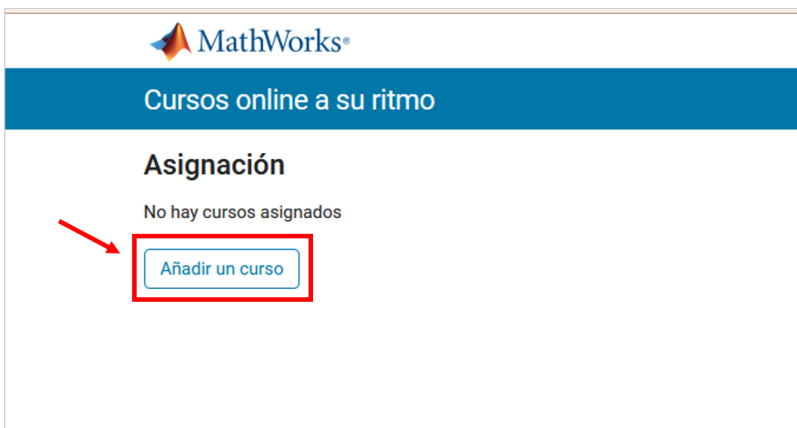 MathWorks®
Cursos online a su ritmo
Asignación
No hay cursos asignados
Añadir un curso